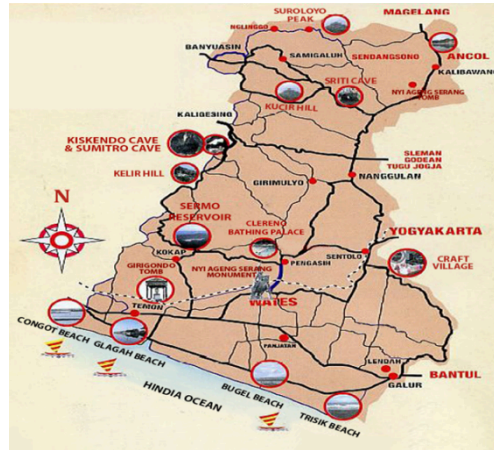 MAGELANG
SUROLOYO
PEAK
NGLINGGO
BANYUASIN
SAMIGALUH
SENDANGSONO
ANCOL
KALIBAWANG
SRITI CAVE
NYI AGENG SERANG
TOMB
KUCIR HILL
KALIGESING
KISKENDO CAVE
& SUMITRO CAVE
SLEMAN
GODEAN
TUGU JOGJA
KELIR HILL
GIRIMULYO
NANGGULAN
N
SERMO
RESERVOIR
CLERENO
BATHING PALACE
YOGYAKARTA
KOKAP
SENTOLO
PENGASIH
CRAFT
VILLAGE
GIRIGONDO
TOMB
NYI AGENG SERANG
MONUMENT
WATES
TEMON
CONGOT BEACH
GLAGAH BEACH
PANJATAN
LENDAH
BANTUL
GALUR
BUGEL BEACH
TRISIK BEACH
HINDIA OCEAN